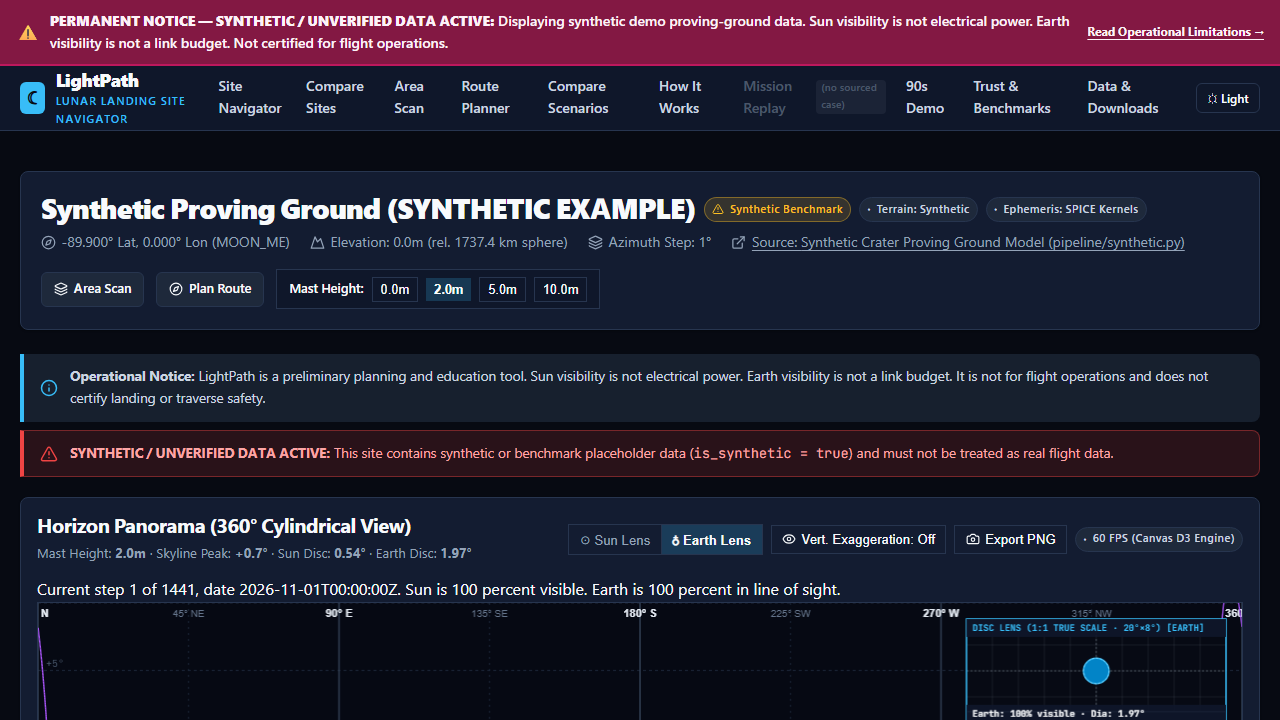 PERMANENT NOTICE — SYNTHETIC / UNVERIFIED DATA ACTIVE: Displaying synthetic demo proving-ground data. Sun visibility is not electrical power. Earth
visibility is not a link budget. Not certified for flight operations.
Read Operational Limitations →
LightPath
LUNAR LANDING SITE
NAVIGATOR
Site
Navigator
Compare
Sites
Area
Scan
Route
Planner
Compare
Scenarios
How It
Works
Mission
Replay
(no sourced
case)
90s
Demo
Trust &
Benchmarks
Data &
Downloads
Light
Synthetic Proving Ground (SYNTHETIC EXAMPLE)
Synthetic Benchmark
• Terrain: Synthetic
• Ephemeris: SPICE Kernels
-89.900° Lat, 0.000° Lon (MOON_ME)
Elevation: 0.0m (rel. 1737.4 km sphere)
Azimuth Step: 1°
Source: Synthetic Crater Proving Ground Model (pipeline/synthetic.py)
Area Scan
Plan Route
Mast Height:
0.0m
2.0m
5.0m
10.0m
Operational Notice: LightPath is a preliminary planning and education tool. Sun visibility is not electrical power. Earth visibility is not a link budget. It is not for flight operations and does not
certify landing or traverse safety.
SYNTHETIC / UNVERIFIED DATA ACTIVE: This site contains synthetic or benchmark placeholder data (is_synthetic = true) and must not be treated as real flight data.
Horizon Panorama (360° Cylindrical View)
Mast Height: 2.0m · Skyline Peak: +0.7° · Sun Disc: 0.54° · Earth Disc: 1.97°
☉ Sun Lens
♁ Earth Lens
Vert. Exaggeration: Off
Export PNG
• 60 FPS (Canvas D3 Engine)
Current step 1 of 1441, date 2026-11-01T00:00:00Z. Sun is 100 percent visible. Earth is 100 percent in line of sight.
N
45° NE
90° E
135° SE
180° S
225° SW
270° W
315° NW
360
DISC LENS (1:1 TRUE SCALE · 20°×8°) [EARTH]
+5°
Earth: 100% visible · Dia: 1.97°